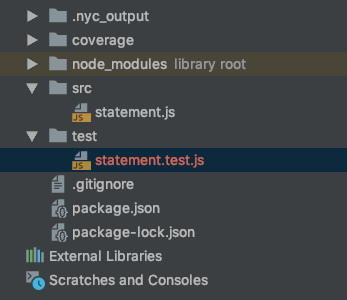 .nyc_output
coverage
node_modules library root
src
JS statement.js
test
JS statement.test.js
.gitignore
package.json
package-lock.json
External Libraries
Scratches and Consoles